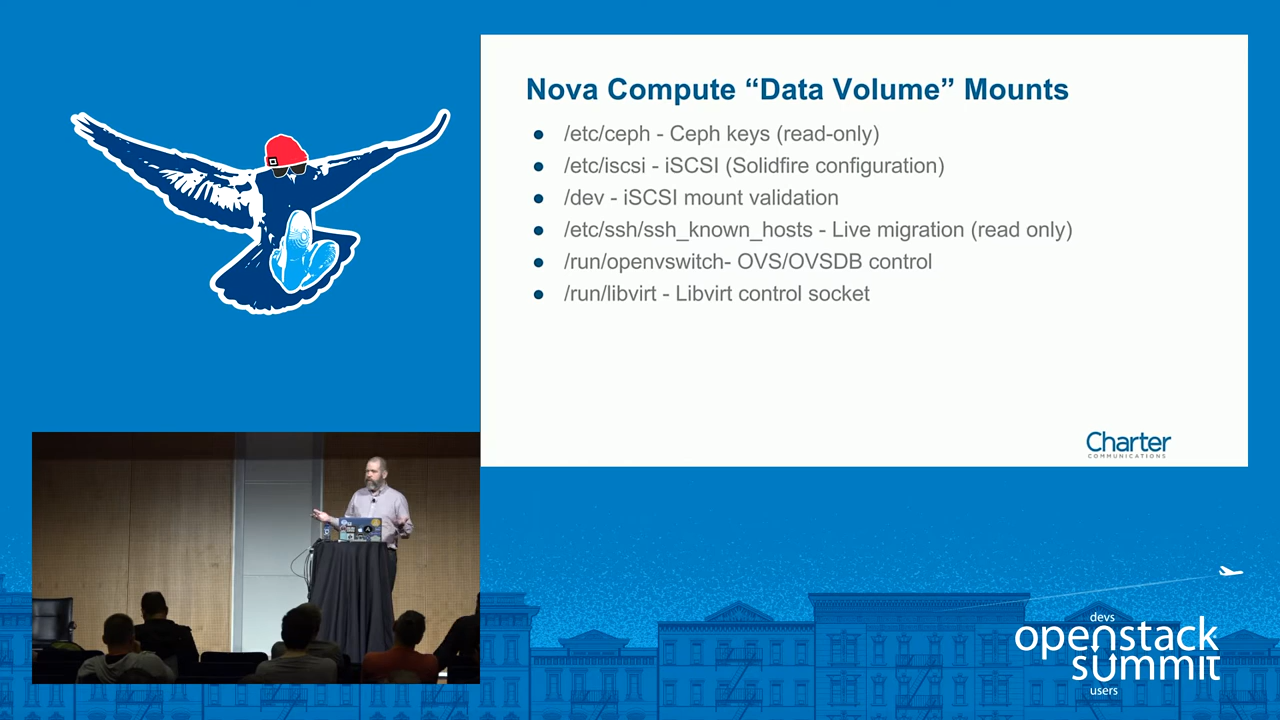 Nova Compute “Data Volume” Mounts
● /etc/ceph - Ceph keys (read-only)
● /etc/iscsi - iSCSI (Solidfire configuration)
● /dev - iSCSI mount validation
● /etc/ssh/ssh_known_hosts - Live migration (read only)
● /run/openvswitch- OVS/OVSDB control
● /run/libvirt - Libvirt control socket
Charter
COMMUNICATIONS
devs
openstack
summit
users